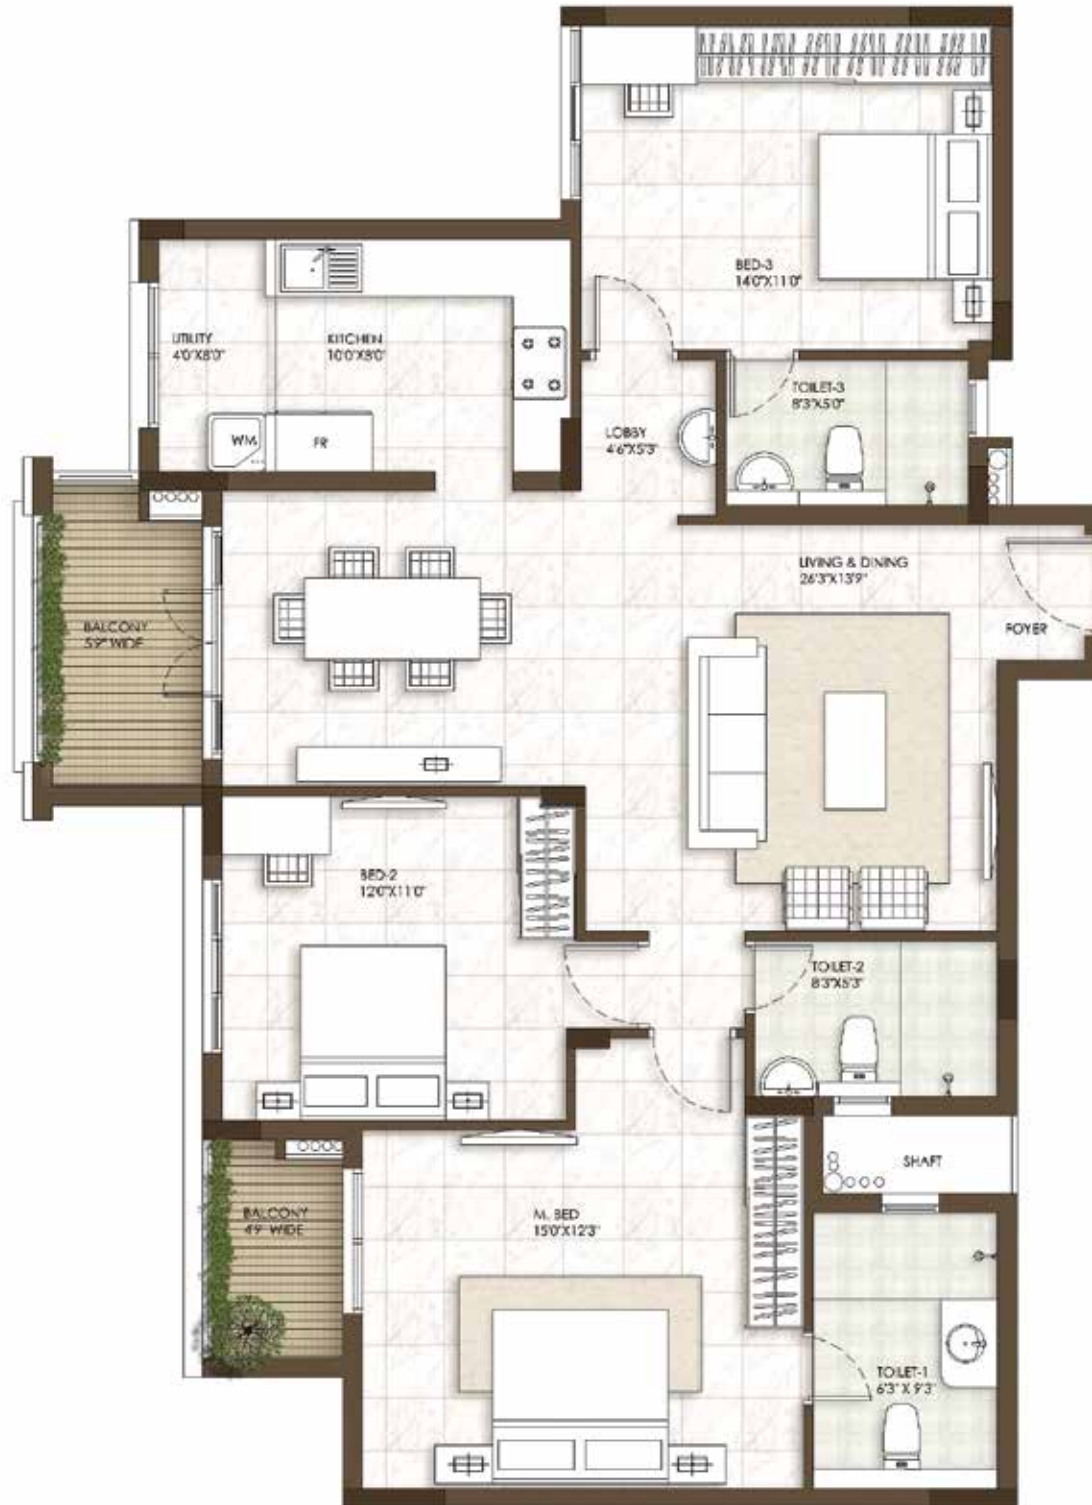 BED-3
14'0"X11'0"
UTILITY
4'0"X8'0"
KITCHEN
10'0"X8'0"
TOILET-3
8'3"X5'0"
LOBBY
4'6"X5'3"
WM
FR
LIVING & DINING
26'3"X13'9"
FOYER
BALCONY
5'9" WIDE
BED-2
12'0"X11'0"
TOILET-2
8'3"X5'3"
SHAFT
BALCONY
4'9" WIDE
M. BED
15'0"X12'3"
TOILET-1
6'3" X 9'3"